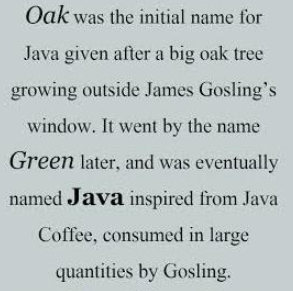 Oak was the initial name for
Java given after a big oak tree
growing outside James Gosling's
window. It went by the name
Green later, and was eventually
named Java inspired from Java
Coffee, consumed in large
quantities by Gosling.